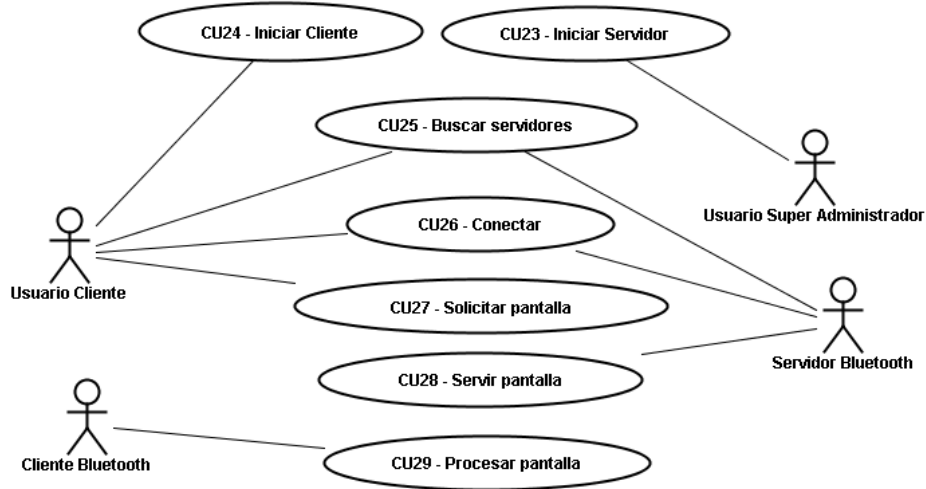 CU24 - Iniciar Cliente
CU23 - Iniciar Servidor
CU25 - Buscar servidores
Usuario Super Administrador
CU26 - Conectar
Usuario Cliente
CU27 - Solicitar pantalla
Servidor Bluetooth
CU28 - Servir pantalla
Cliente Bluetooth
CU29 - Procesar pantalla